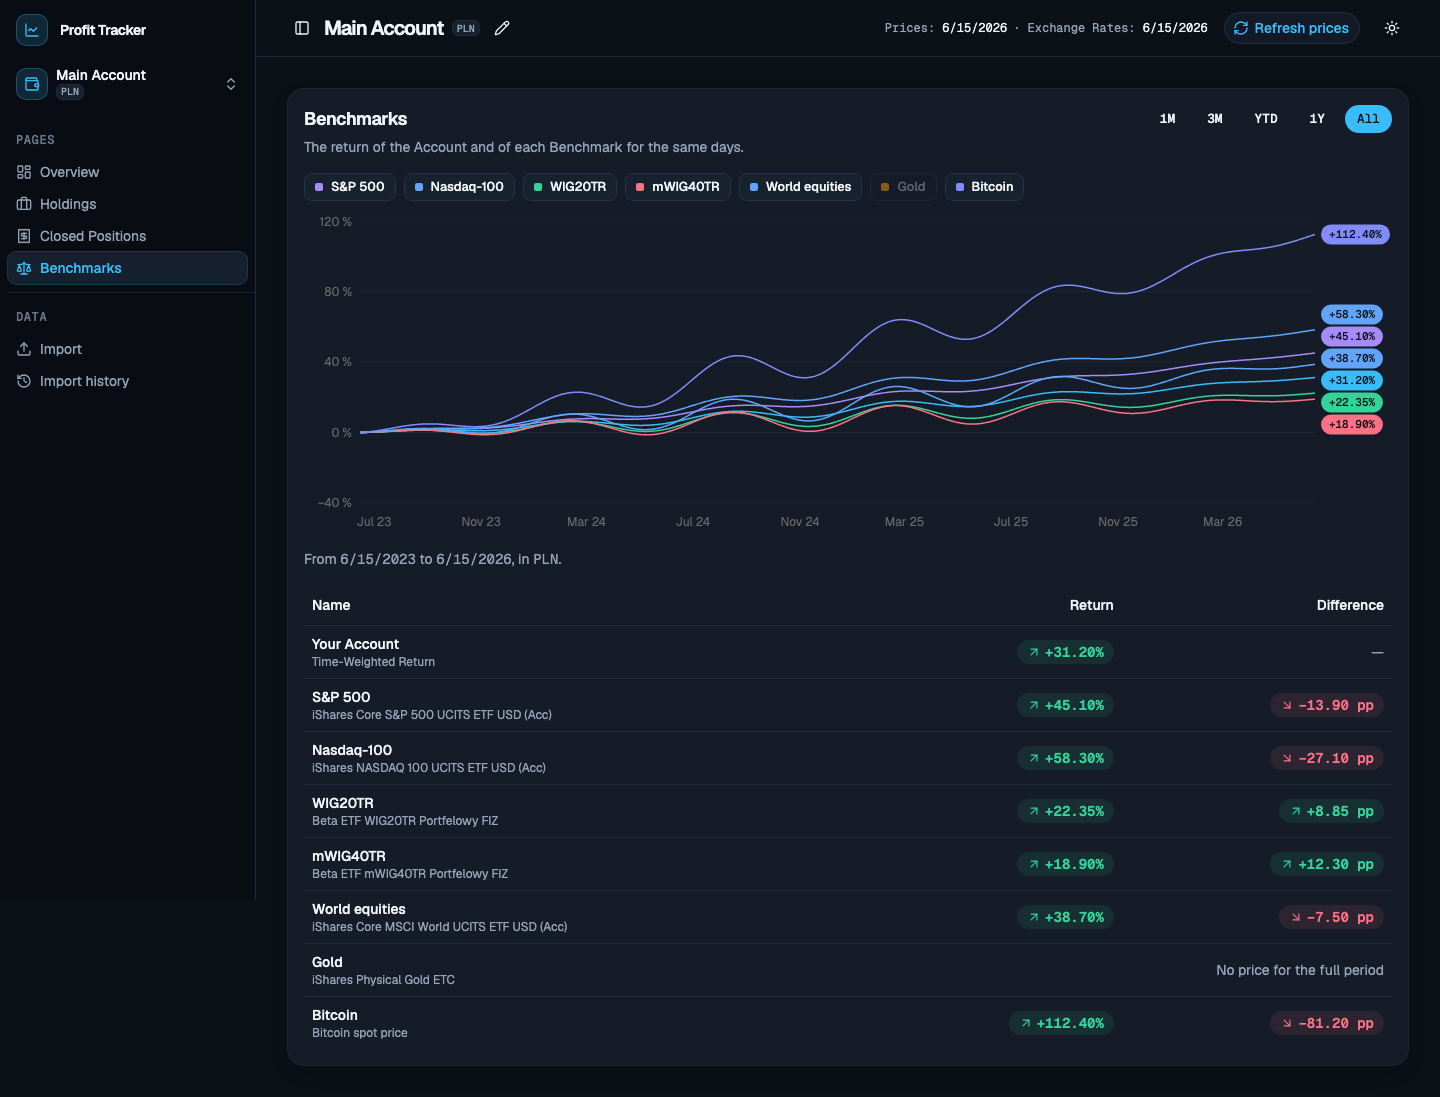 Profit Tracker
Main Account
PLN
PAGES
Overview
Holdings
Closed Positions
Benchmarks
DATA
Import
Import history
Main Account PLN
Prices: 6/15/2026 · Exchange Rates: 6/15/2026
Refresh prices
Benchmarks
1M 3M YTD 1Y All
The return of the Account and of each Benchmark for the same days.
S&P 500 Nasdaq-100 WIG20TR mWIG40TR World equities Gold Bitcoin
120 %
80 %
40 %
0 %
−40 %
+112.40%
+58.30%
+45.10%
+38.70%
+31.20%
+22.35%
+18.90%
Jul 23 Nov 23 Mar 24 Jul 24 Nov 24 Mar 25 Jul 25 Nov 25 Mar 26
From 6/15/2023 to 6/15/2026, in PLN.
Name Return Difference
Your Account
Time-Weighted Return
+31.20% —
S&P 500
iShares Core S&P 500 UCITS ETF USD (Acc)
+45.10% −13.90 pp
Nasdaq-100
iShares NASDAQ 100 UCITS ETF USD (Acc)
+58.30% −27.10 pp
WIG20TR
Beta ETF WIG20TR Portfelowy FIZ
+22.35% +8.85 pp
mWIG40TR
Beta ETF mWIG40TR Portfelowy FIZ
+18.90% +12.30 pp
World equities
iShares Core MSCI World UCITS ETF USD (Acc)
+38.70% −7.50 pp
Gold
iShares Physical Gold ETC
No price for the full period
Bitcoin
Bitcoin spot price
+112.40% −81.20 pp